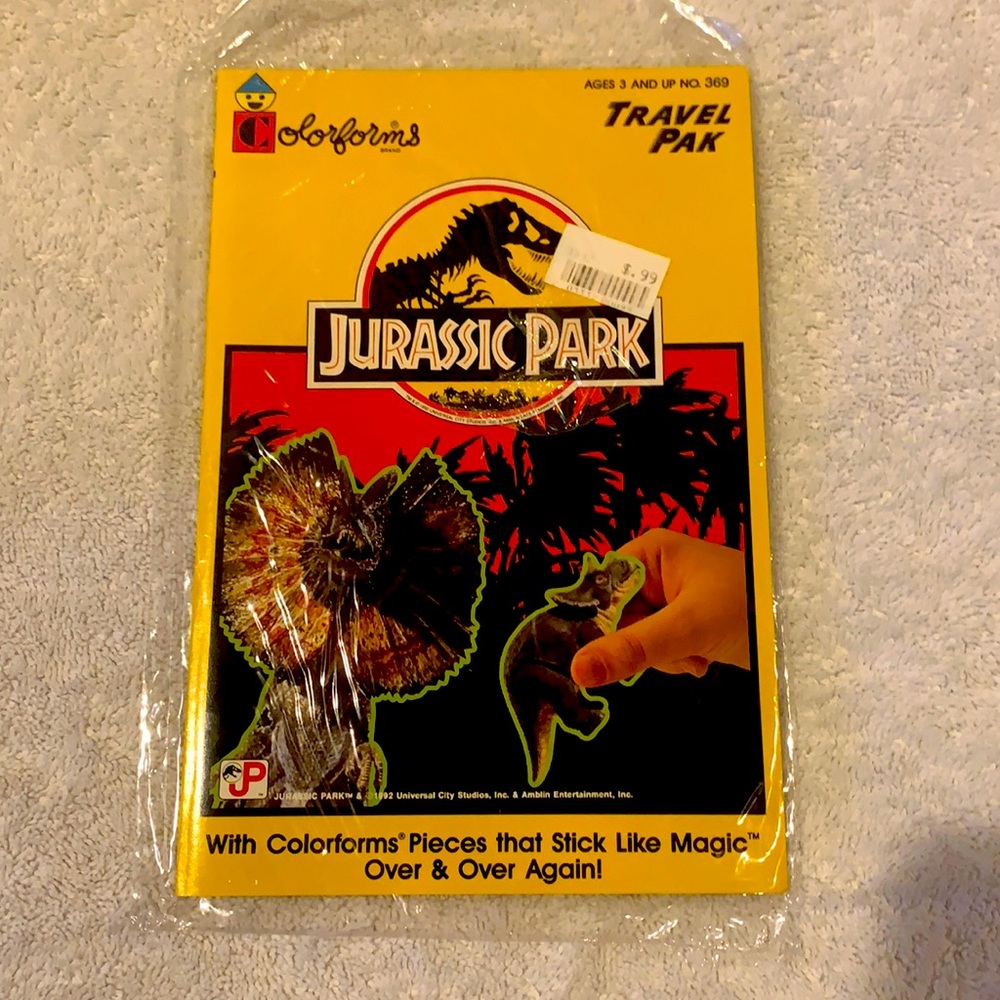 AGES 3 AND UP NO. 369
Colorforms®
BRAND
TRAVEL
PAK
$.99
JURASSIC PARK
JP
JURASSIC PARK™ & © 1992 Universal City Studios, Inc. & Amblin Entertainment, Inc.
With Colorforms® Pieces that Stick Like Magic™
Over & Over Again!